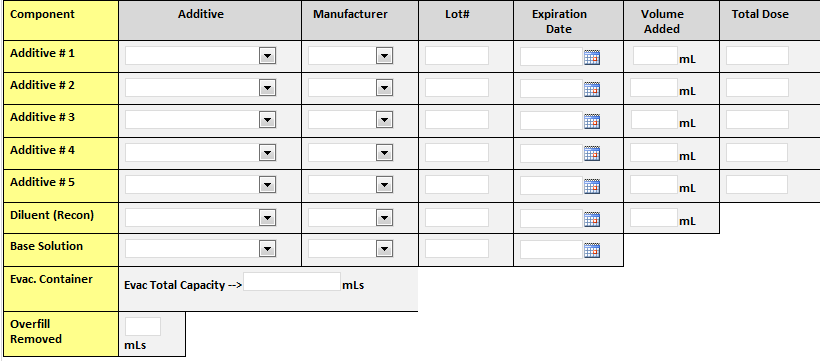 Component Additive Manufacturer Lot# Expiration Date Volume Added Total Dose
Additive # 1 mL
Additive # 2 mL
Additive # 3 mL
Additive # 4 mL
Additive # 5 mL
Diluent (Recon) mL
Base Solution
Evac. Container Evac Total Capacity --> mLs
Overfill
Removed
mLs